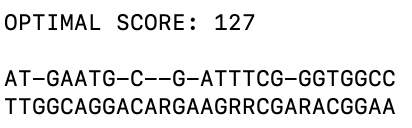 OPTIMAL SCORE: 127
AT-GAATG-C--G-ATTTCG-GGTGGCC
TTGGCAGGACARGAAGRRCGARACGGAA